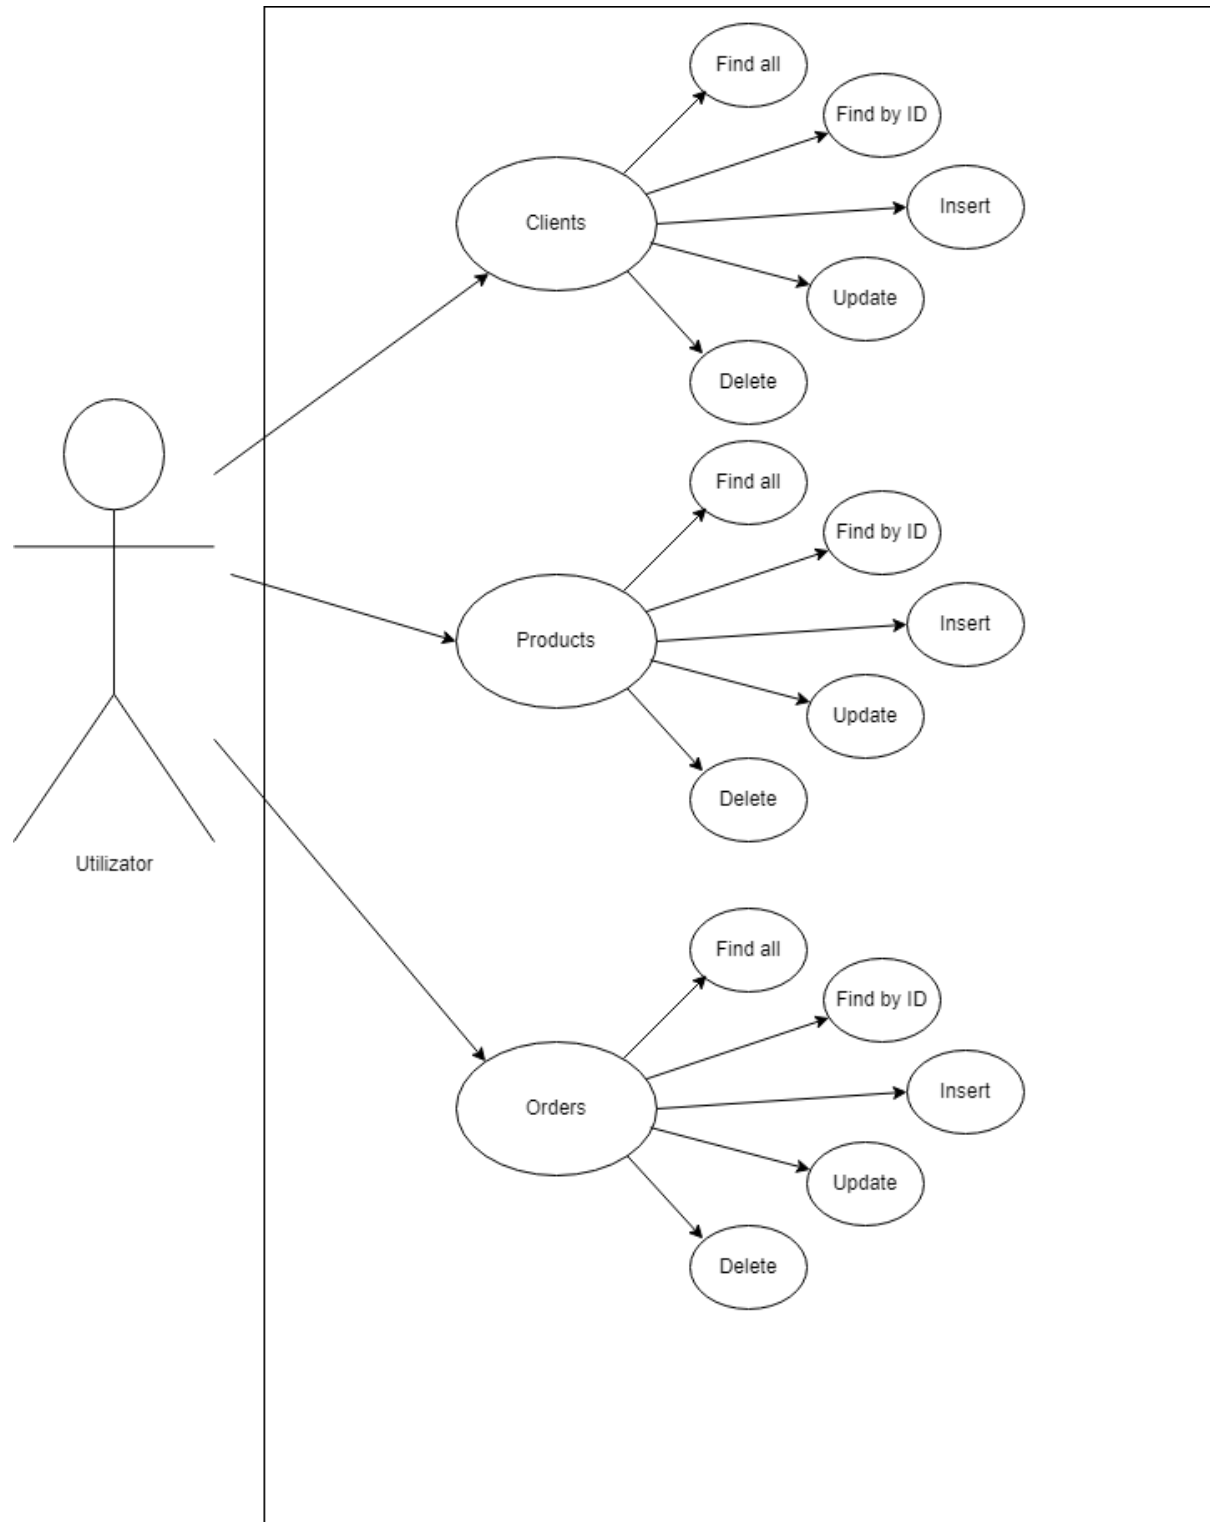 Find all
Find by ID
Insert
Clients
Update
Delete
Find all
Find by ID
Insert
Products
Update
Delete
Utilizator
Find all
Find by ID
Insert
Orders
Update
Delete